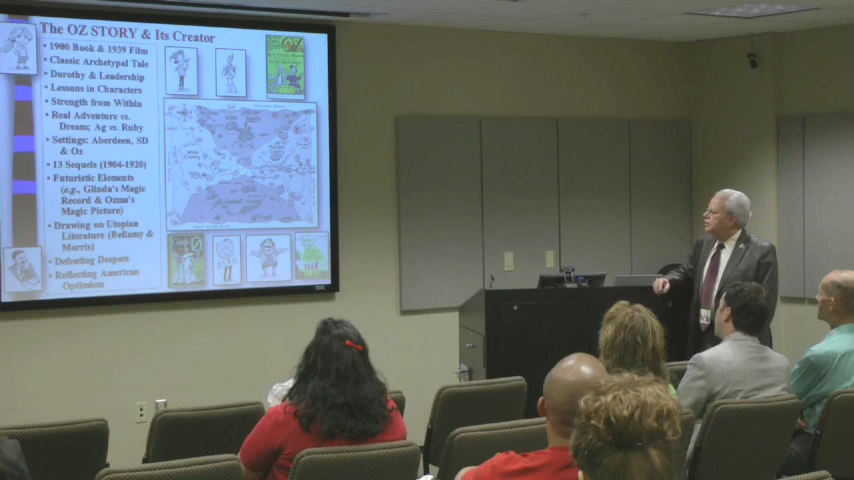 The OZ STORY & Its Creator
• 1900 Book & 1939 Film
• Classic Archetypal Tale
• Dorothy & Leadership
• Lessons in Characters
• Strength from Within
• Real Adventure vs.
Dream; Ag vs. Ruby
• Settings: Aberdeen, SD
& Oz
• 13 Sequels (1904-1920)
• Futuristic Elements
(e.g., Glinda's Magic
Record & Ozma's
Magic Picture)
• Drawing on Utopian
Literature (Bellamy &
Morris)
• Defeating Despots
• Reflecting American
Optimism
OZ